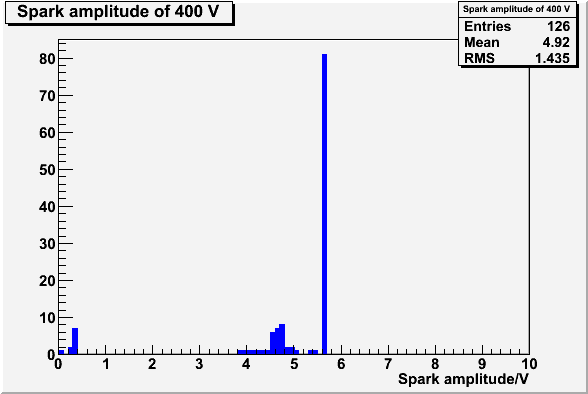 Spark amplitude of 400 V
Spark amplitude of 400 V
Entries 126
Mean 4.92
RMS 1.435
80
70
60
50
40
30
20
10
0
0 1 2 3 4 5 6 7 8 9 10
Spark amplitude/V